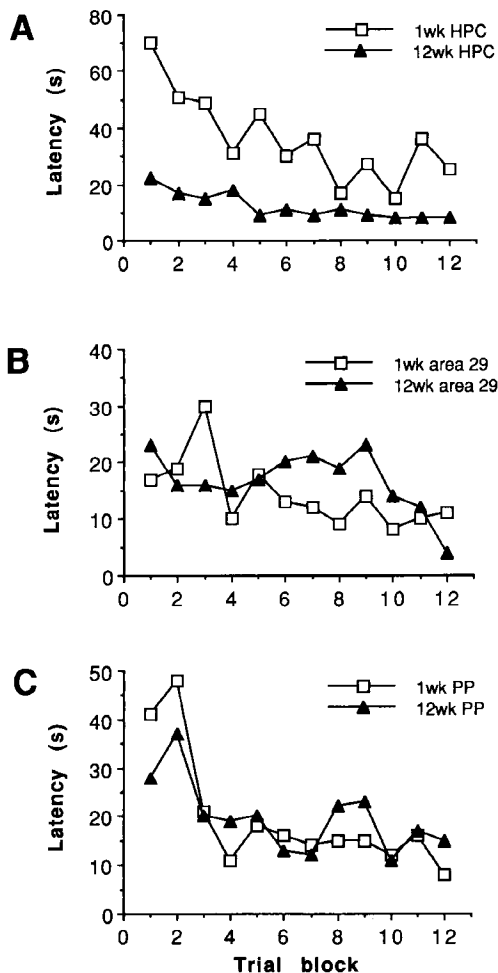 A
80
60
40
20
0
Latency (s)
1wk HPC
12wk HPC
0 2 4 6 8 10 12
B
40
30
20
10
0
Latency (s)
1wk area 29
12wk area 29
0 2 4 6 8 10 12
C
50
40
30
20
10
0
Latency (s)
1wk PP
12wk PP
0 2 4 6 8 10 12
Trial block